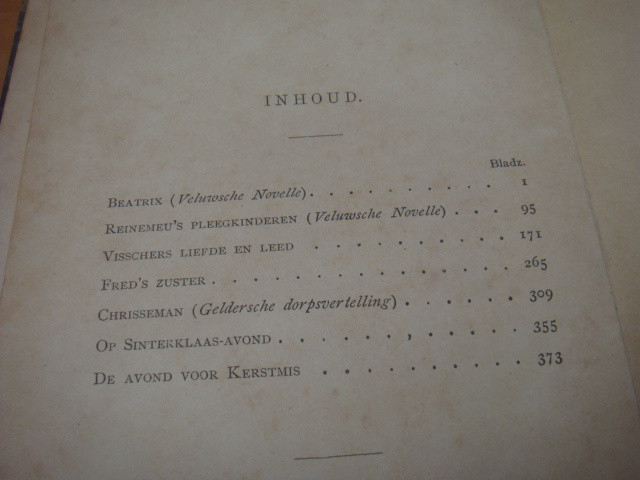 INHOUD.
Bladz.
BEATRIX (Veluwsche Novelle). . . . . . . . . . 1
REINEMEU'S PLEEGKINDEREN (Veluwsche Novelle) . . . 95
VISSCHERS LIEFDE EN LEED . . . . . . . . . . 171
FRED'S ZUSTER . . . . . . . . . . . . . . . 265
CHRISSEMAN (Geldersche dorpsvertelling) . . . . . . 309
OP SINTERKLAAS-AVOND . . . . . . , . . . . . 355
DE AVOND VOOR KERSTMIS . . . . . . . . . . 373